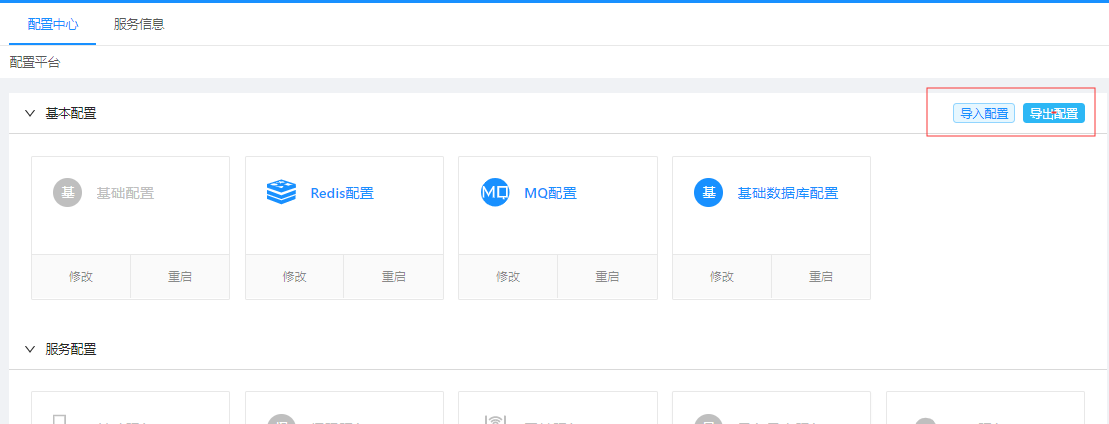 配置中心 服务信息
配置平台
基本配置 导入配置 导出配置
基 基础配置 Redis配置 MQ MQ配置 基 基础数据库配置
修改 重启 修改 重启 修改 重启 修改 重启
服务配置